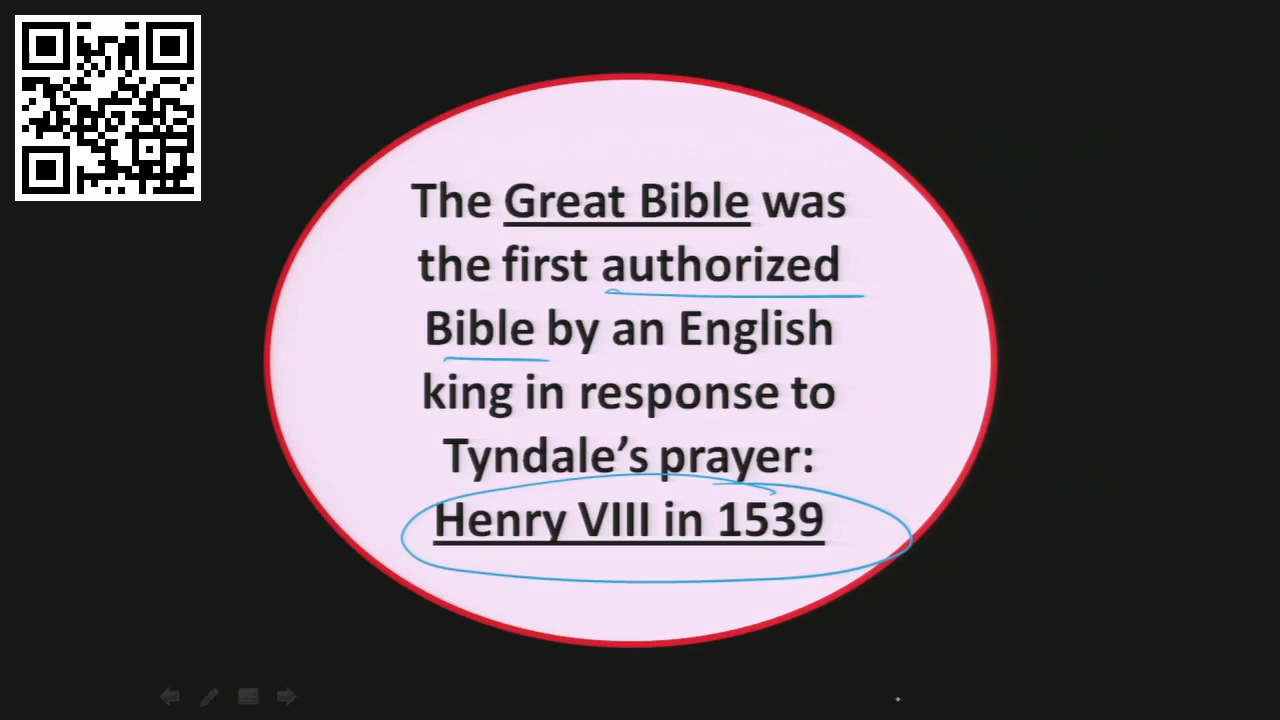 The Great Bible was
the first authorized
Bible by an English
king in response to
Tyndale’s prayer:
Henry VIII in 1539